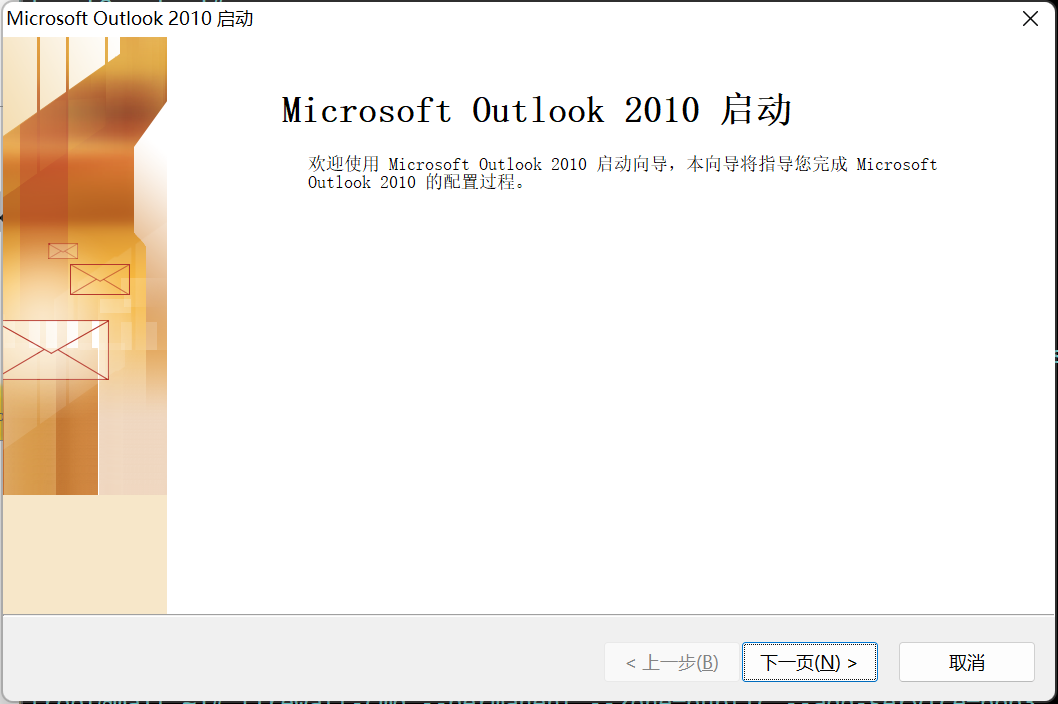 Microsoft Outlook 2010 启动
Microsoft Outlook 2010 启动
欢迎使用 Microsoft Outlook 2010 启动向导，本向导将指导您完成 Microsoft
Outlook 2010 的配置过程。
< 上一步(B) 下一页(N) > 取消